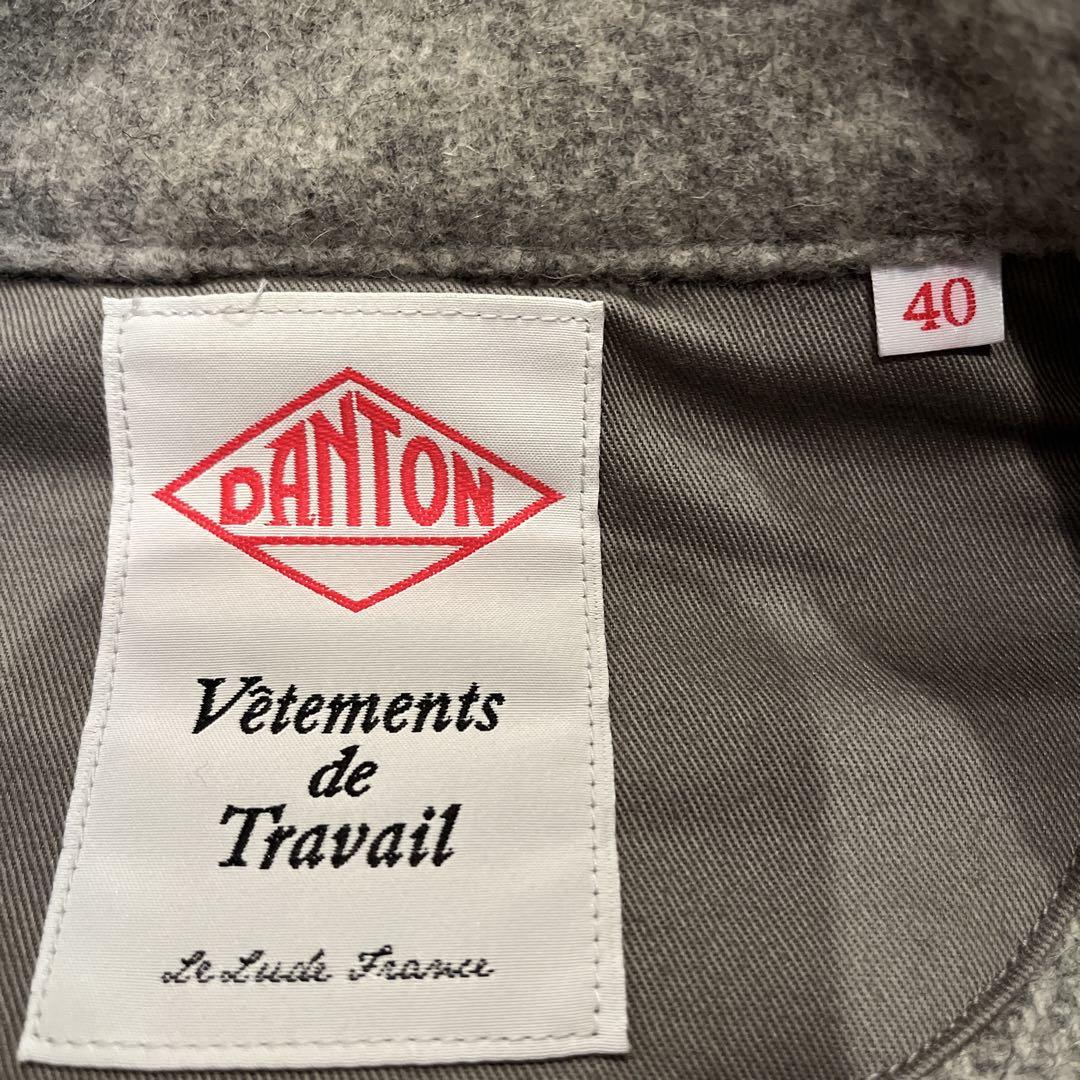 DANTON
40
Vêtements
de
Travail
Le Lude France